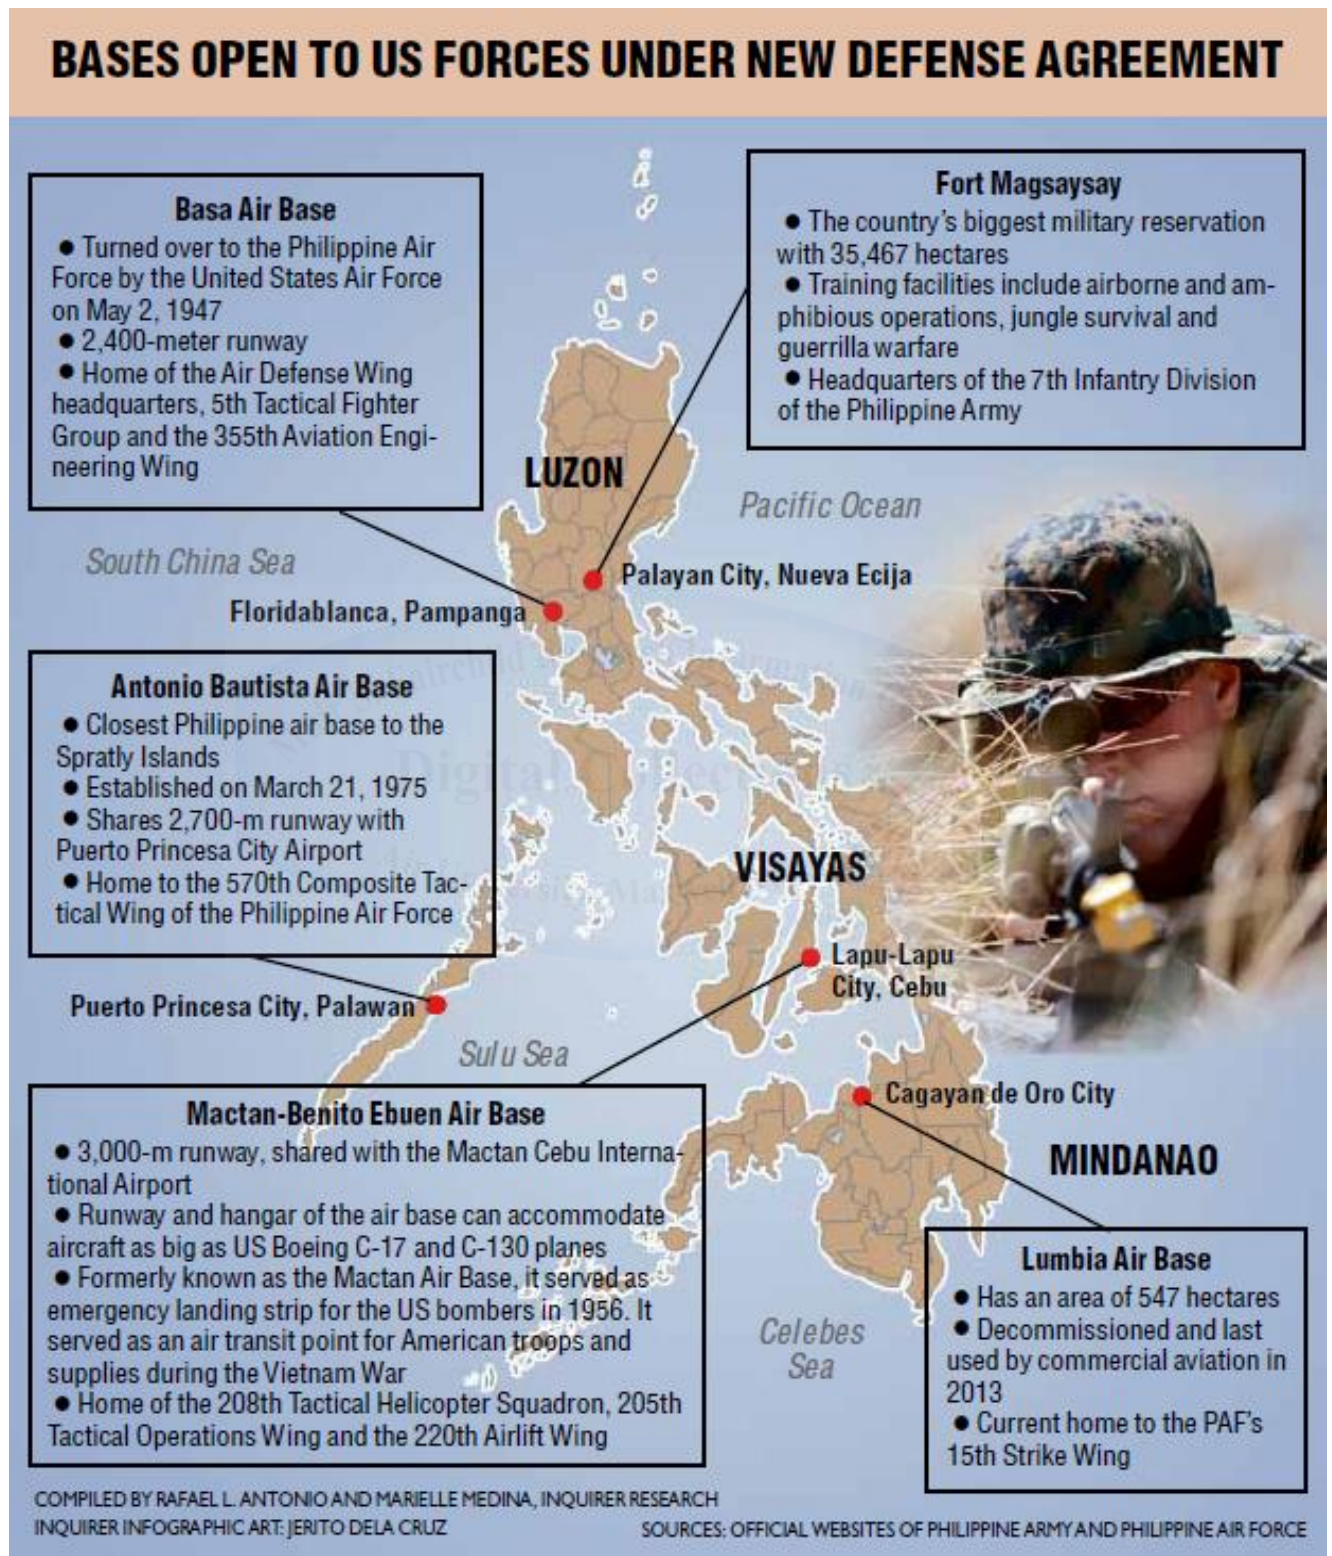 BASES OPEN TO US FORCES UNDER NEW DEFENSE AGREEMENT
Basa Air Base
● Turned over to the Philippine Air
Force by the United States Air Force
on May 2, 1947
● 2,400-meter runway
● Home of the Air Defense Wing
headquarters, 5th Tactical Fighter
Group and the 355th Aviation Engi-
neering Wing
Fort Magsaysay
● The country's biggest military reservation
with 35,467 hectares
● Training facilities include airborne and am-
phibious operations, jungle survival and
guerrilla warfare
● Headquarters of the 7th Infantry Division
of the Philippine Army
LUZON
Pacific Ocean
South China Sea
Palayan City, Nueva Ecija
Floridablanca, Pampanga
Antonio Bautista Air Base
● Closest Philippine air base to the
Spratly Islands
● Established on March 21, 1975
● Shares 2,700-m runway with
Puerto Princesa City Airport
● Home to the 570th Composite Tac-
tical Wing of the Philippine Air Force
Digital
VISAYAS
Lapu-Lapu
City, Cebu
Puerto Princesa City, Palawan
Sulu Sea
Cagayan de Oro City
MINDANAO
Mactan-Benito Ebuen Air Base
● 3,000-m runway, shared with the Mactan Cebu Interna-
tional Airport
● Runway and hangar of the air base can accommodate
aircraft as big as US Boeing C-17 and C-130 planes
● Formerly known as the Mactan Air Base, it served as
emergency landing strip for the US bombers in 1956. It
served as an air transit point for American troops and
supplies during the Vietnam War
● Home of the 208th Tactical Helicopter Squadron, 205th
Tactical Operations Wing and the 220th Airlift Wing
Celebes
Sea
Lumbia Air Base
● Has an area of 547 hectares
● Decommissioned and last
used by commercial aviation in
2013
● Current home to the PAF's
15th Strike Wing
COMPILED BY RAFAEL L. ANTONIO AND MARIELLE MEDINA, INQUIRER RESEARCH
INQUIRER INFOGRAPHIC ART: JERITO DELA CRUZ
SOURCES: OFFICIAL WEBSITES OF PHILIPPINE ARMY AND PHILIPPINE AIR FORCE